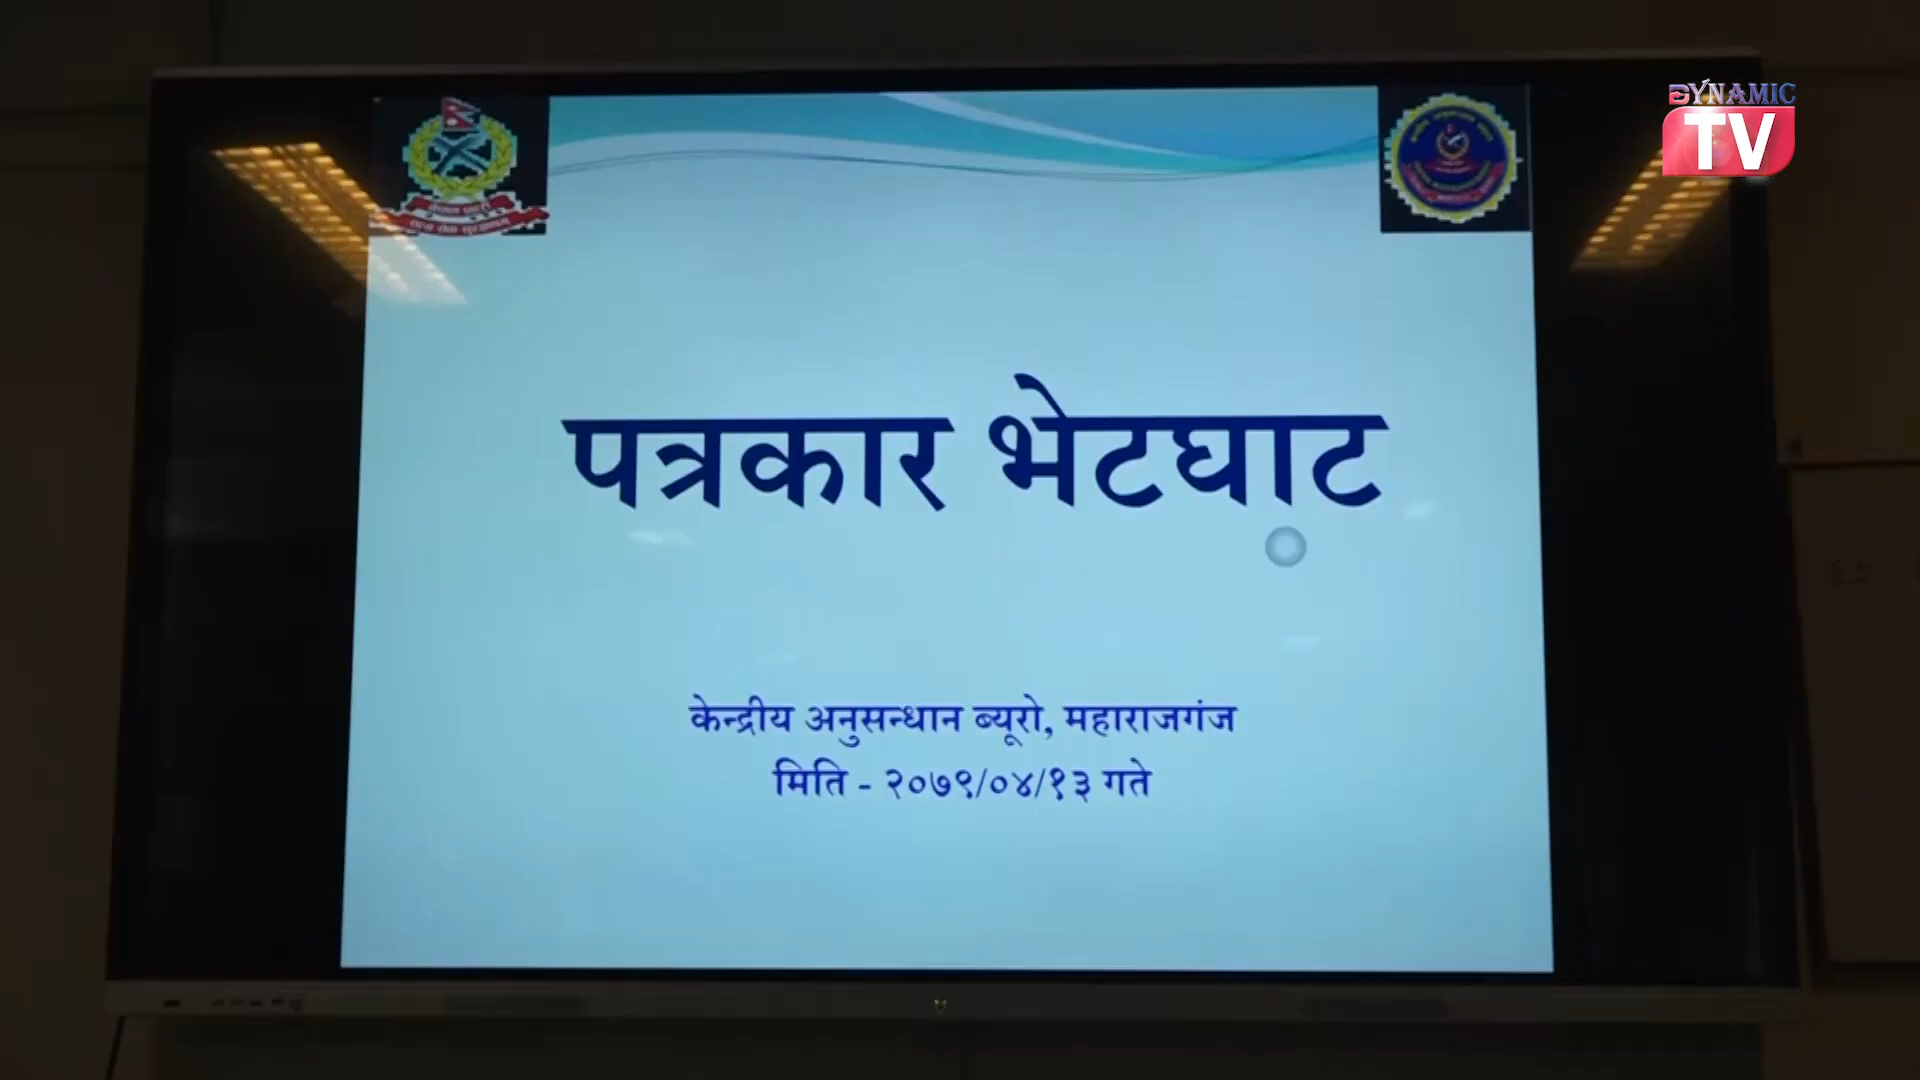 DYNAMIC
TV
पत्रकार भेटघाट
केन्द्रीय अनुसन्धान ब्यूरो, महाराजगंज
मिति - २०७९/०४/१३ गते